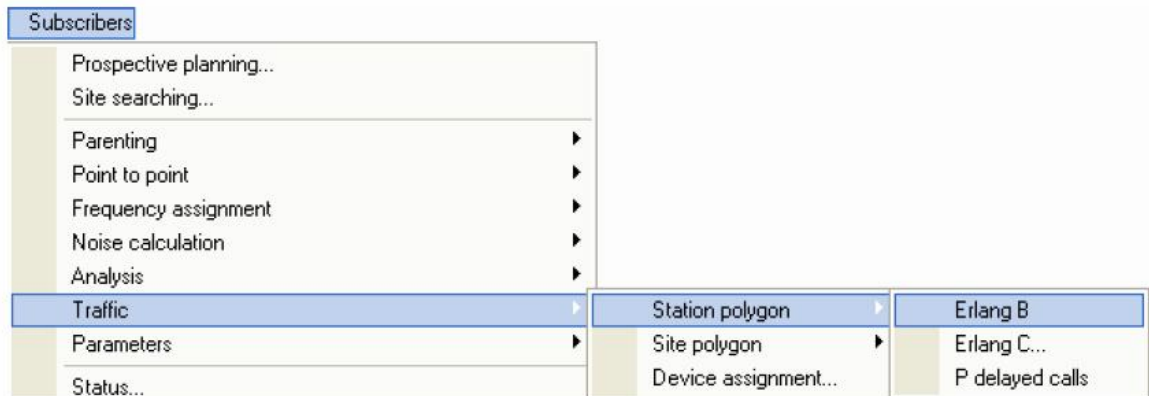 Subscribers
Prospective planning...
Site searching...
Parenting
Point to point
Frequency assignment
Noise calculation
Analysis
Traffic
Parameters
Status...
Station polygon
Site polygon
Device assignment...
Erlang B
Erlang C...
P delayed calls